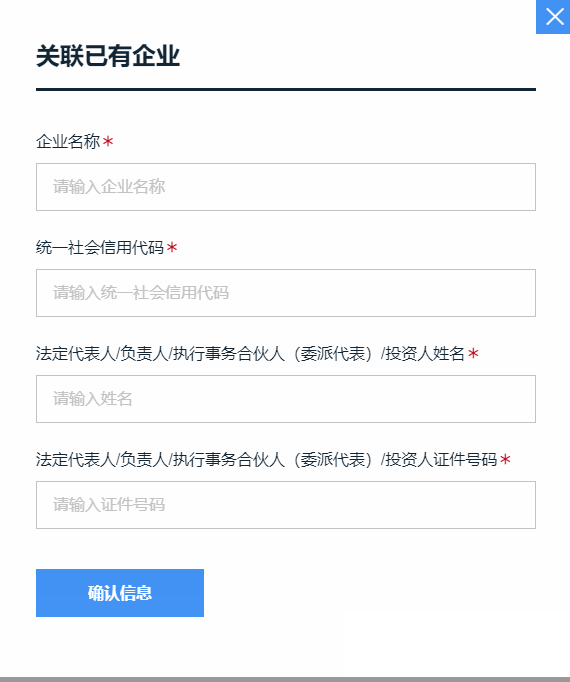 关联已有企业
企业名称*
请输入企业名称
统一社会信用代码*
请输入统一社会信用代码
法定代表人/负责人/执行事务合伙人（委派代表）/投资人姓名*
请输入姓名
法定代表人/负责人/执行事务合伙人（委派代表）/投资人证件号码*
请输入证件号码
确认信息